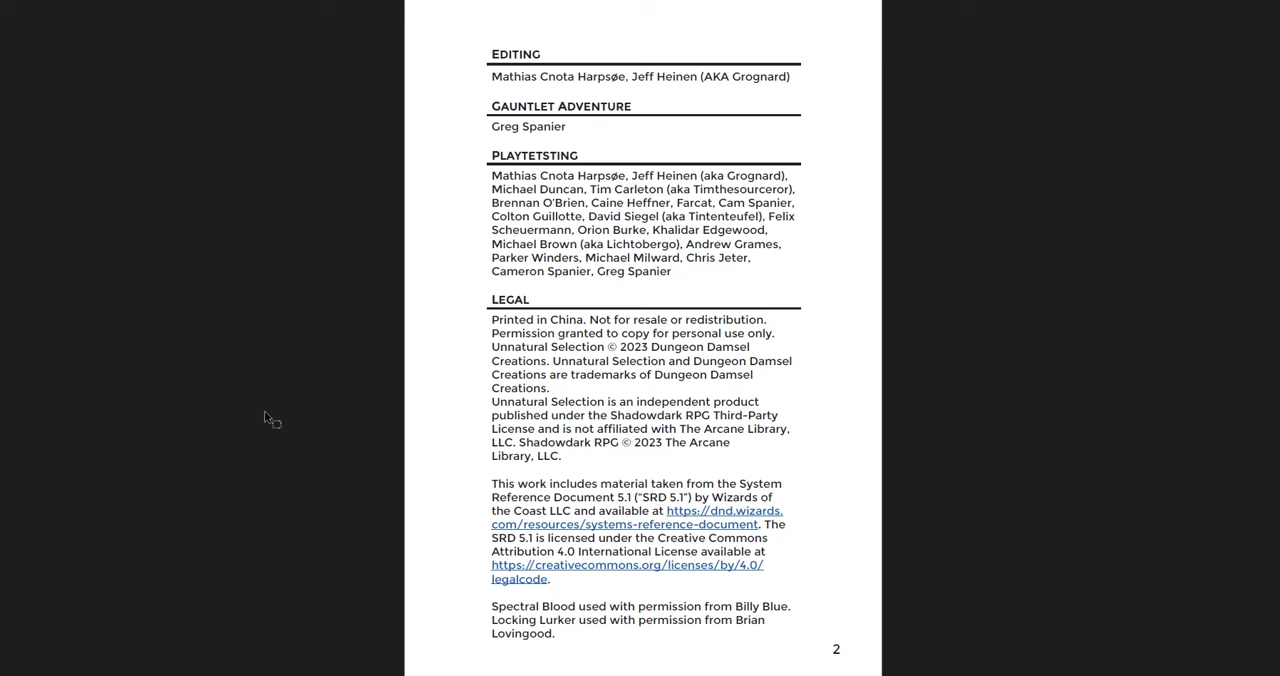 EDITING
Mathias Cnota Harpsøe, Jeff Heinen (AKA Grognard)
GAUNTLET ADVENTURE
Greg Spanier
PLAYTETSTING
Mathias Cnota Harpsøe, Jeff Heinen (aka Grognard),
Michael Duncan, Tim Carleton (aka Timthesourceror),
Brennan O'Brien, Caine Heffner, Farcat, Cam Spanier,
Colton Guillotte, David Siegel (aka Tintenteufel), Felix
Scheuermann, Orion Burke, Khalidar Edgewood,
Michael Brown (aka Lichtobergo), Andrew Grames,
Parker Winders, Michael Milward, Chris Jeter,
Cameron Spanier, Greg Spanier
LEGAL
Printed in China. Not for resale or redistribution.
Permission granted to copy for personal use only.
Unnatural Selection © 2023 Dungeon Damsel
Creations. Unnatural Selection and Dungeon Damsel
Creations are trademarks of Dungeon Damsel
Creations.
Unnatural Selection is an independent product
published under the Shadowdark RPG Third-Party
License and is not affiliated with The Arcane Library,
LLC. Shadowdark RPG © 2023 The Arcane
Library, LLC.
This work includes material taken from the System
Reference Document 5.1 ("SRD 5.1") by Wizards of
the Coast LLC and available at https://dnd.wizards.
com/resources/systems-reference-document. The
SRD 5.1 is licensed under the Creative Commons
Attribution 4.0 International License available at
https://creativecommons.org/licenses/by/4.0/
legalcode.
Spectral Blood used with permission from Billy Blue.
Locking Lurker used with permission from Brian
Lovingood.
2